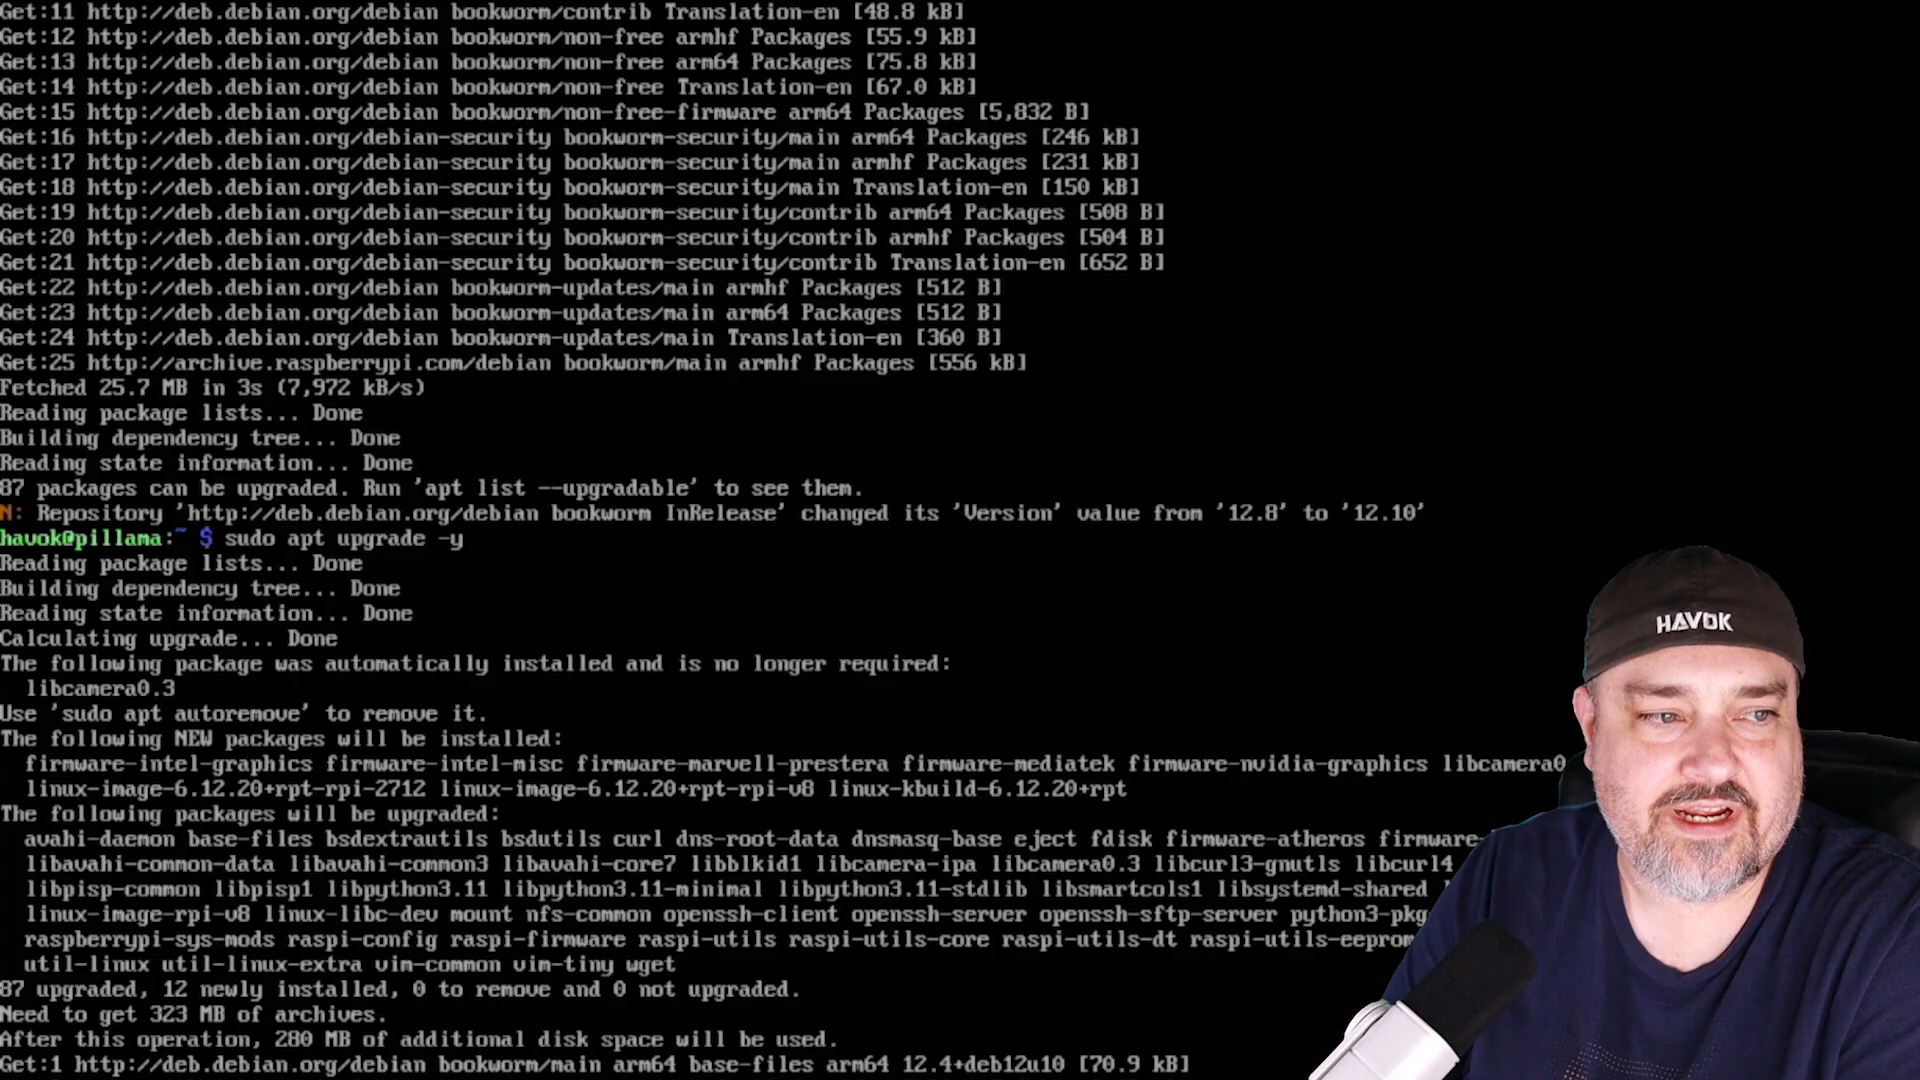 Get:11 http://deb.debian.org/debian bookworm/contrib Translation-en [48.8 kB]
Get:12 http://deb.debian.org/debian bookworm/non-free armhf Packages [55.9 kB]
Get:13 http://deb.debian.org/debian bookworm/non-free arm64 Packages [75.8 kB]
Get:14 http://deb.debian.org/debian bookworm/non-free Translation-en [67.0 kB]
Get:15 http://deb.debian.org/debian bookworm/non-free-firmware arm64 Packages [5,832 B]
Get:16 http://deb.debian.org/debian-security bookworm-security/main arm64 Packages [246 kB]
Get:17 http://deb.debian.org/debian-security bookworm-security/main armhf Packages [231 kB]
Get:18 http://deb.debian.org/debian-security bookworm-security/main Translation-en [150 kB]
Get:19 http://deb.debian.org/debian-security bookworm-security/contrib arm64 Packages [508 B]
Get:20 http://deb.debian.org/debian-security bookworm-security/contrib armhf Packages [504 B]
Get:21 http://deb.debian.org/debian-security bookworm-security/contrib Translation-en [652 B]
Get:22 http://deb.debian.org/debian bookworm-updates/main armhf Packages [512 B]
Get:23 http://deb.debian.org/debian bookworm-updates/main arm64 Packages [512 B]
Get:24 http://deb.debian.org/debian bookworm-updates/main Translation-en [360 B]
Get:25 http://archive.raspberrypi.com/debian bookworm/main armhf Packages [556 kB]
Fetched 25.7 MB in 3s (7,972 kB/s)
Reading package lists... Done
Building dependency tree... Done
Reading state information... Done
87 packages can be upgraded. Run 'apt list --upgradable' to see them.
N: Repository 'http://deb.debian.org/debian bookworm InRelease' changed its 'Version' value from '12.8' to '12.10'
havok@pillama:~ $ sudo apt upgrade -y
Reading package lists... Done
Building dependency tree... Done
Reading state information... Done
Calculating upgrade... Done
The following package was automatically installed and is no longer required:
libcamera0.3
Use 'sudo apt autoremove' to remove it.
The following NEW packages will be installed:
firmware-intel-graphics firmware-intel-misc firmware-marvell-prestera firmware-mediatek firmware-nvidia-graphics libcamera0
linux-image-6.12.20+rpt-rpi-2712 linux-image-6.12.20+rpt-rpi-v8 linux-kbuild-6.12.20+rpt
The following packages will be upgraded:
avahi-daemon base-files bsdextrautils bsdutils curl dns-root-data dnsmasq-base eject fdisk firmware-atheros firmware-
libavahi-common-data libavahi-common3 libavahi-core7 libblkid1 libcamera-ipa libcamera0.3 libcurl3-gnutls libcurl4
libpisp-common libpisp1 libpython3.11 libpython3.11-minimal libpython3.11-stdlib libsmartcols1 libsystemd-shared
linux-image-rpi-v8 linux-libc-dev mount nfs-common openssh-client openssh-server openssh-sftp-server python3-pkg-
raspberrypi-sys-mods raspi-config raspi-firmware raspi-utils raspi-utils-core raspi-utils-dt raspi-utils-eeprom
util-linux util-linux-extra vim-common vim-tiny wget
87 upgraded, 12 newly installed, 0 to remove and 0 not upgraded.
Need to get 323 MB of archives.
After this operation, 280 MB of additional disk space will be used.
Get:1 http://deb.debian.org/debian bookworm/main arm64 base-files arm64 12.4+deb12u10 [70.9 kB]
HAVOK